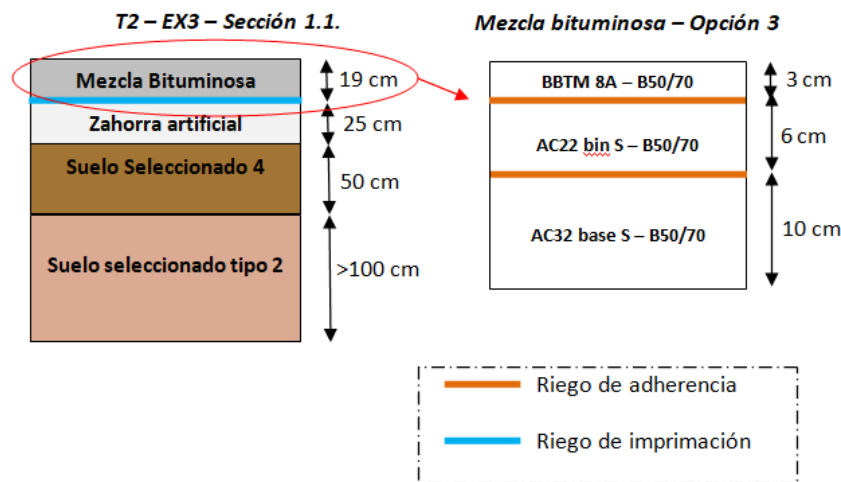 T2 – EX3 – Sección 1.1.
Mezcla Bituminosa
19 cm
Zahorra artificial
25 cm
Suelo Seleccionado 4
50 cm
Suelo seleccionado tipo 2
>100 cm
Mezcla bituminosa – Opción 3
BBTM 8A – B50/70
3 cm
AC22 bin S – B50/70
6 cm
AC32 base S – B50/70
10 cm
Riego de adherencia
Riego de imprimación